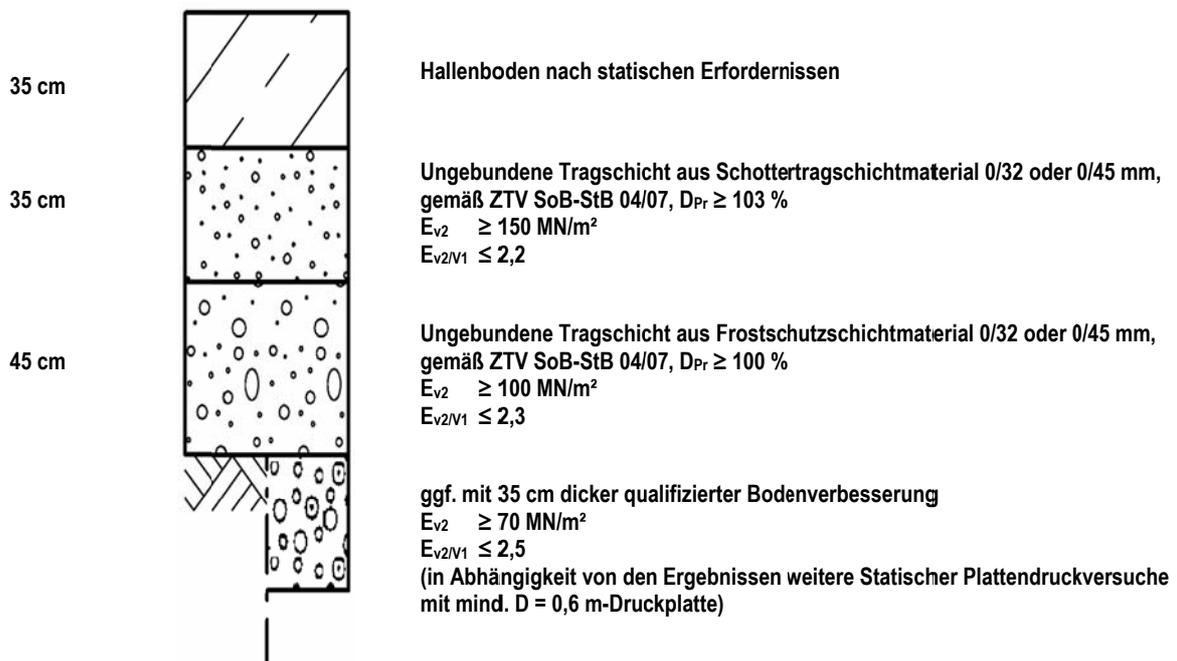 35 cm
Hallenboden nach statischen Erfordernissen
35 cm
Ungebundene Tragschicht aus Schottertragschichtmaterial 0/32 oder 0/45 mm,
gemäß ZTV SoB-StB 04/07, DPr ≥ 103 %
Ev2 ≥ 150 MN/m²
Ev2/V1 ≤ 2,2
45 cm
Ungebundene Tragschicht aus Frostschutzschichtmaterial 0/32 oder 0/45 mm,
gemäß ZTV SoB-StB 04/07, DPr ≥ 100 %
Ev2 ≥ 100 MN/m²
Ev2/V1 ≤ 2,3
ggf. mit 35 cm dicker qualifizierter Bodenverbesserung
Ev2 ≥ 70 MN/m²
Ev2/V1 ≤ 2,5
(in Abhängigkeit von den Ergebnissen weitere Statischer Plattendruckversuche
mit mind. D = 0,6 m-Druckplatte)